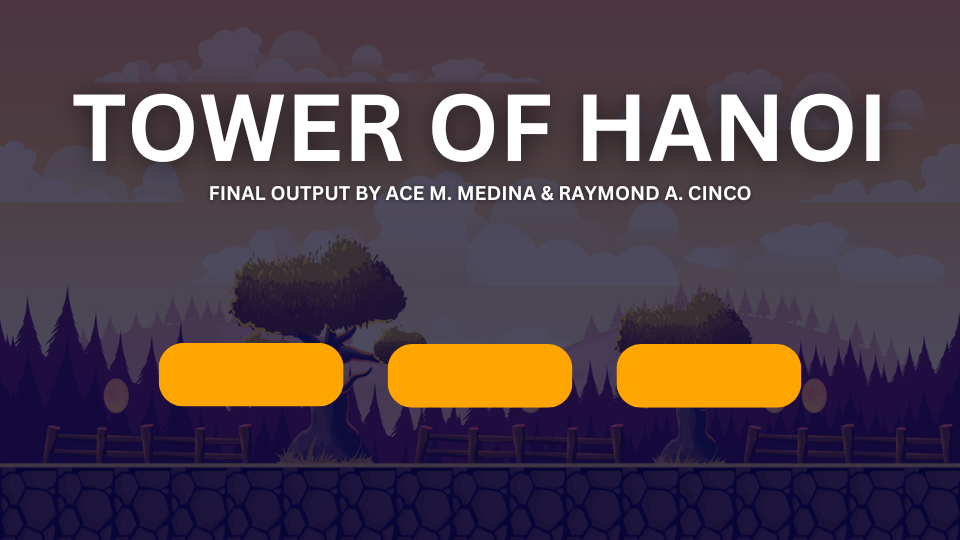 TOWER OF HANOI
FINAL OUTPUT BY ACE M. MEDINA & RAYMOND A. CINCO